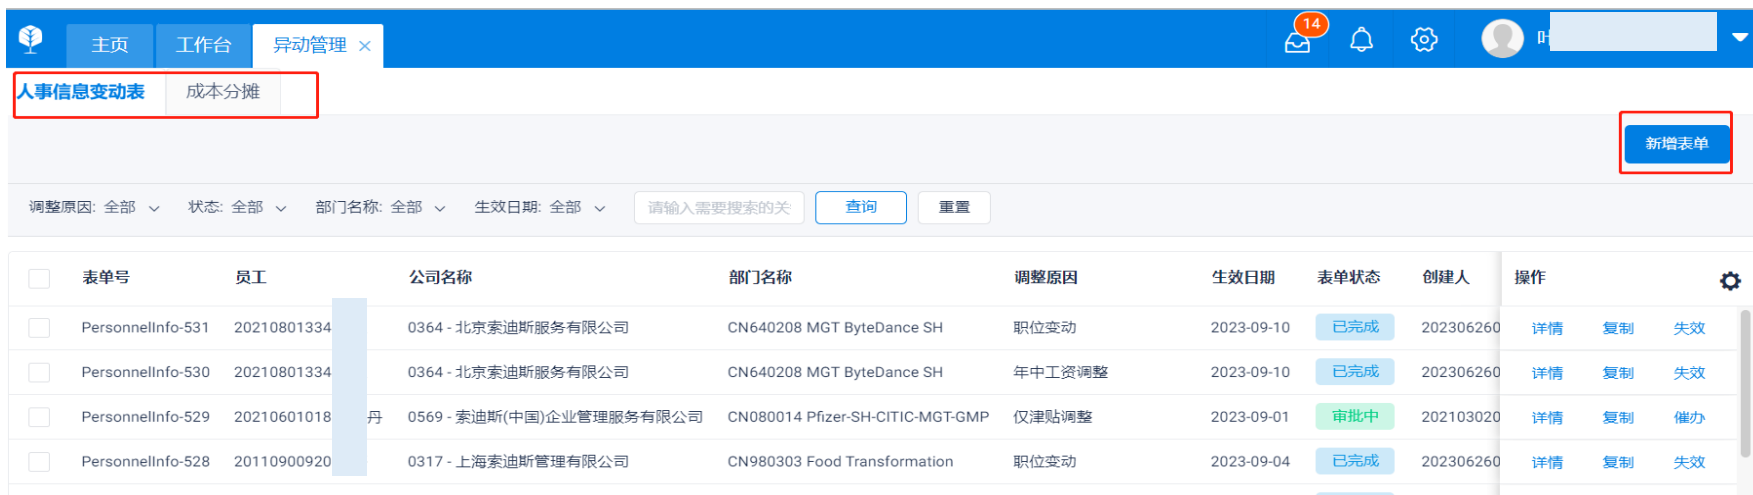 主页 工作台 异动管理 × 14 叶
人事信息变动表 成本分摊
新增表单
调整原因: 全部 状态: 全部 部门名称: 全部 生效日期: 全部 请输入需要搜索的关 查询 重置
表单号 员工 公司名称 部门名称 调整原因 生效日期 表单状态 创建人 操作
PersonnelInfo-531 20210801334 0364 - 北京索迪斯服务有限公司 CN640208 MGT ByteDance SH 职位变动 2023-09-10 已完成 202306260 详情 复制 失效
PersonnelInfo-530 20210801334 0364 - 北京索迪斯服务有限公司 CN640208 MGT ByteDance SH 年中工资调整 2023-09-10 已完成 202306260 详情 复制 失效
PersonnelInfo-529 20210601018 丹 0569 - 索迪斯(中国)企业管理服务有限公司 CN080014 Pfizer-SH-CITIC-MGT-GMP 仅津贴调整 2023-09-01 审批中 202103020 详情 复制 催办
PersonnelInfo-528 20110900920 0317 - 上海索迪斯管理有限公司 CN980303 Food Transformation 职位变动 2023-09-04 已完成 202306260 详情 复制 失效